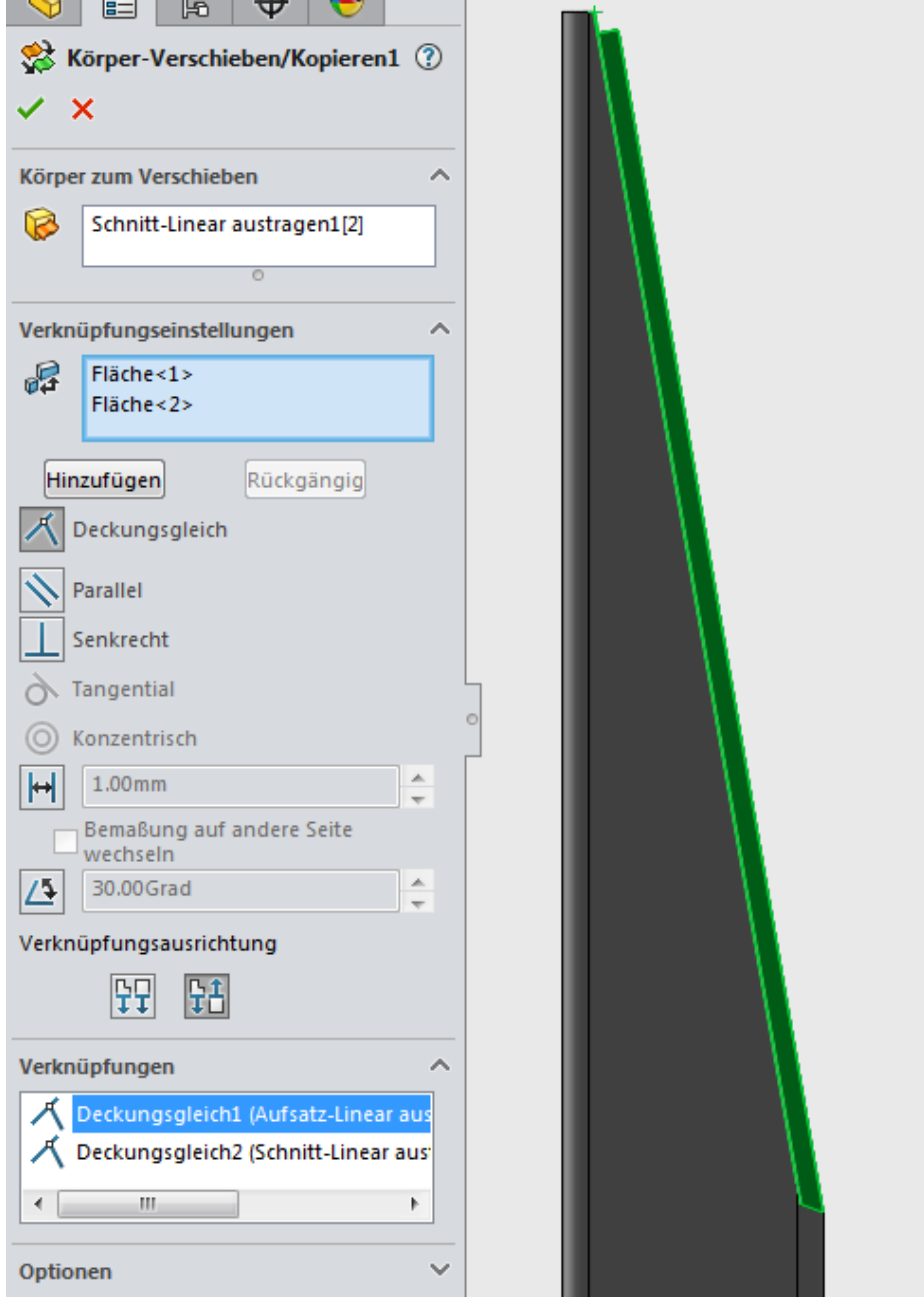 Körper-Verschieben/Kopieren1
Körper zum Verschieben
Schnitt-Linear austragen1[2]
Verknüpfungseinstellungen
Fläche<1>
Fläche<2>
Hinzufügen Rückgängig
Deckungsgleich
Parallel
Senkrecht
Tangential
Konzentrisch
1.00mm
Bemaßung auf andere Seite
wechseln
30.00Grad
Verknüpfungsausrichtung
Verknüpfungen
Deckungsgleich1 (Aufsatz-Linear aus
Deckungsgleich2 (Schnitt-Linear aus
Optionen